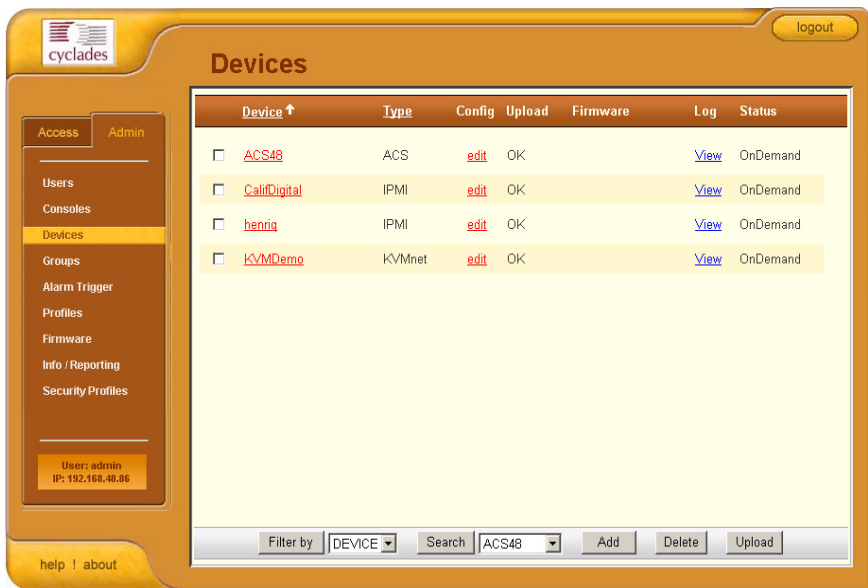 cyclades
logout
Devices
Access Admin
Users
Consoles
Devices
Groups
Alarm Trigger
Profiles
Firmware
Info / Reporting
Security Profiles
User: admin
IP: 192.168.48.86
help ! about
Device Type Config Upload Firmware Log Status
ACS48 ACS edit OK View OnDemand
CalifDigital IPMI edit OK View OnDemand
henriq IPMI edit OK View OnDemand
KVMDemo KVMnet edit OK View OnDemand
Filter by DEVICE Search ACS48 Add Delete Upload